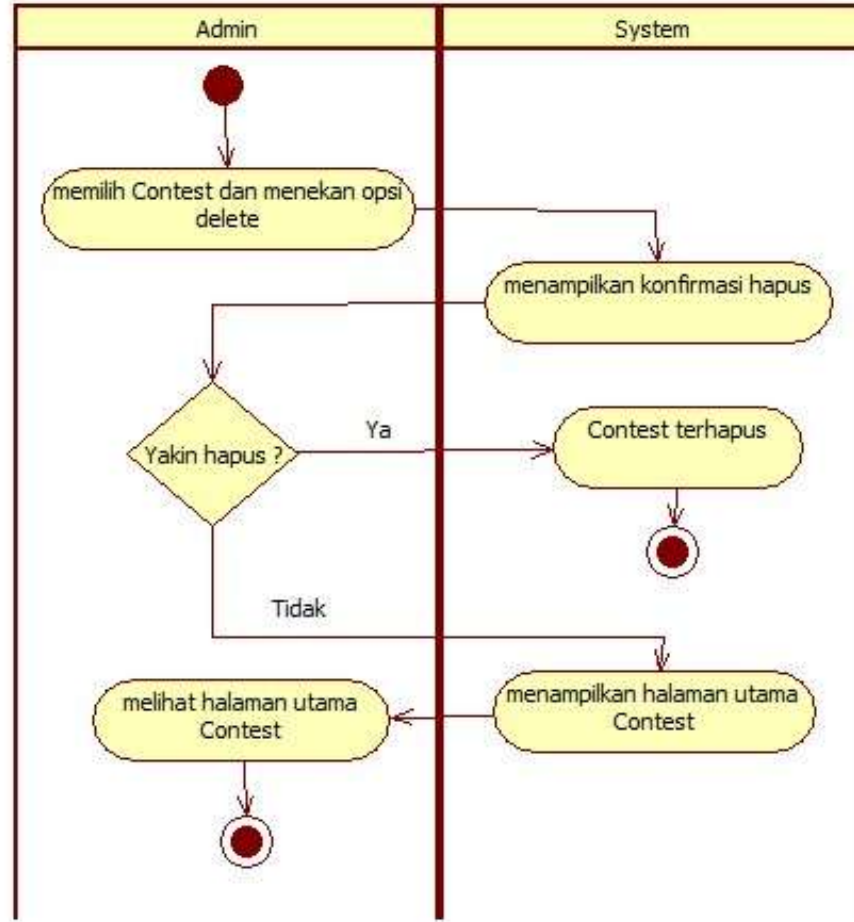 Admin
System
memilih Contest dan menekan opsi
delete
menampilkan konfirmasi hapus
Yakin hapus ?
Ya
Contest terhapus
Tidak
melihat halaman utama
Contest
menampilkan halaman utama
Contest